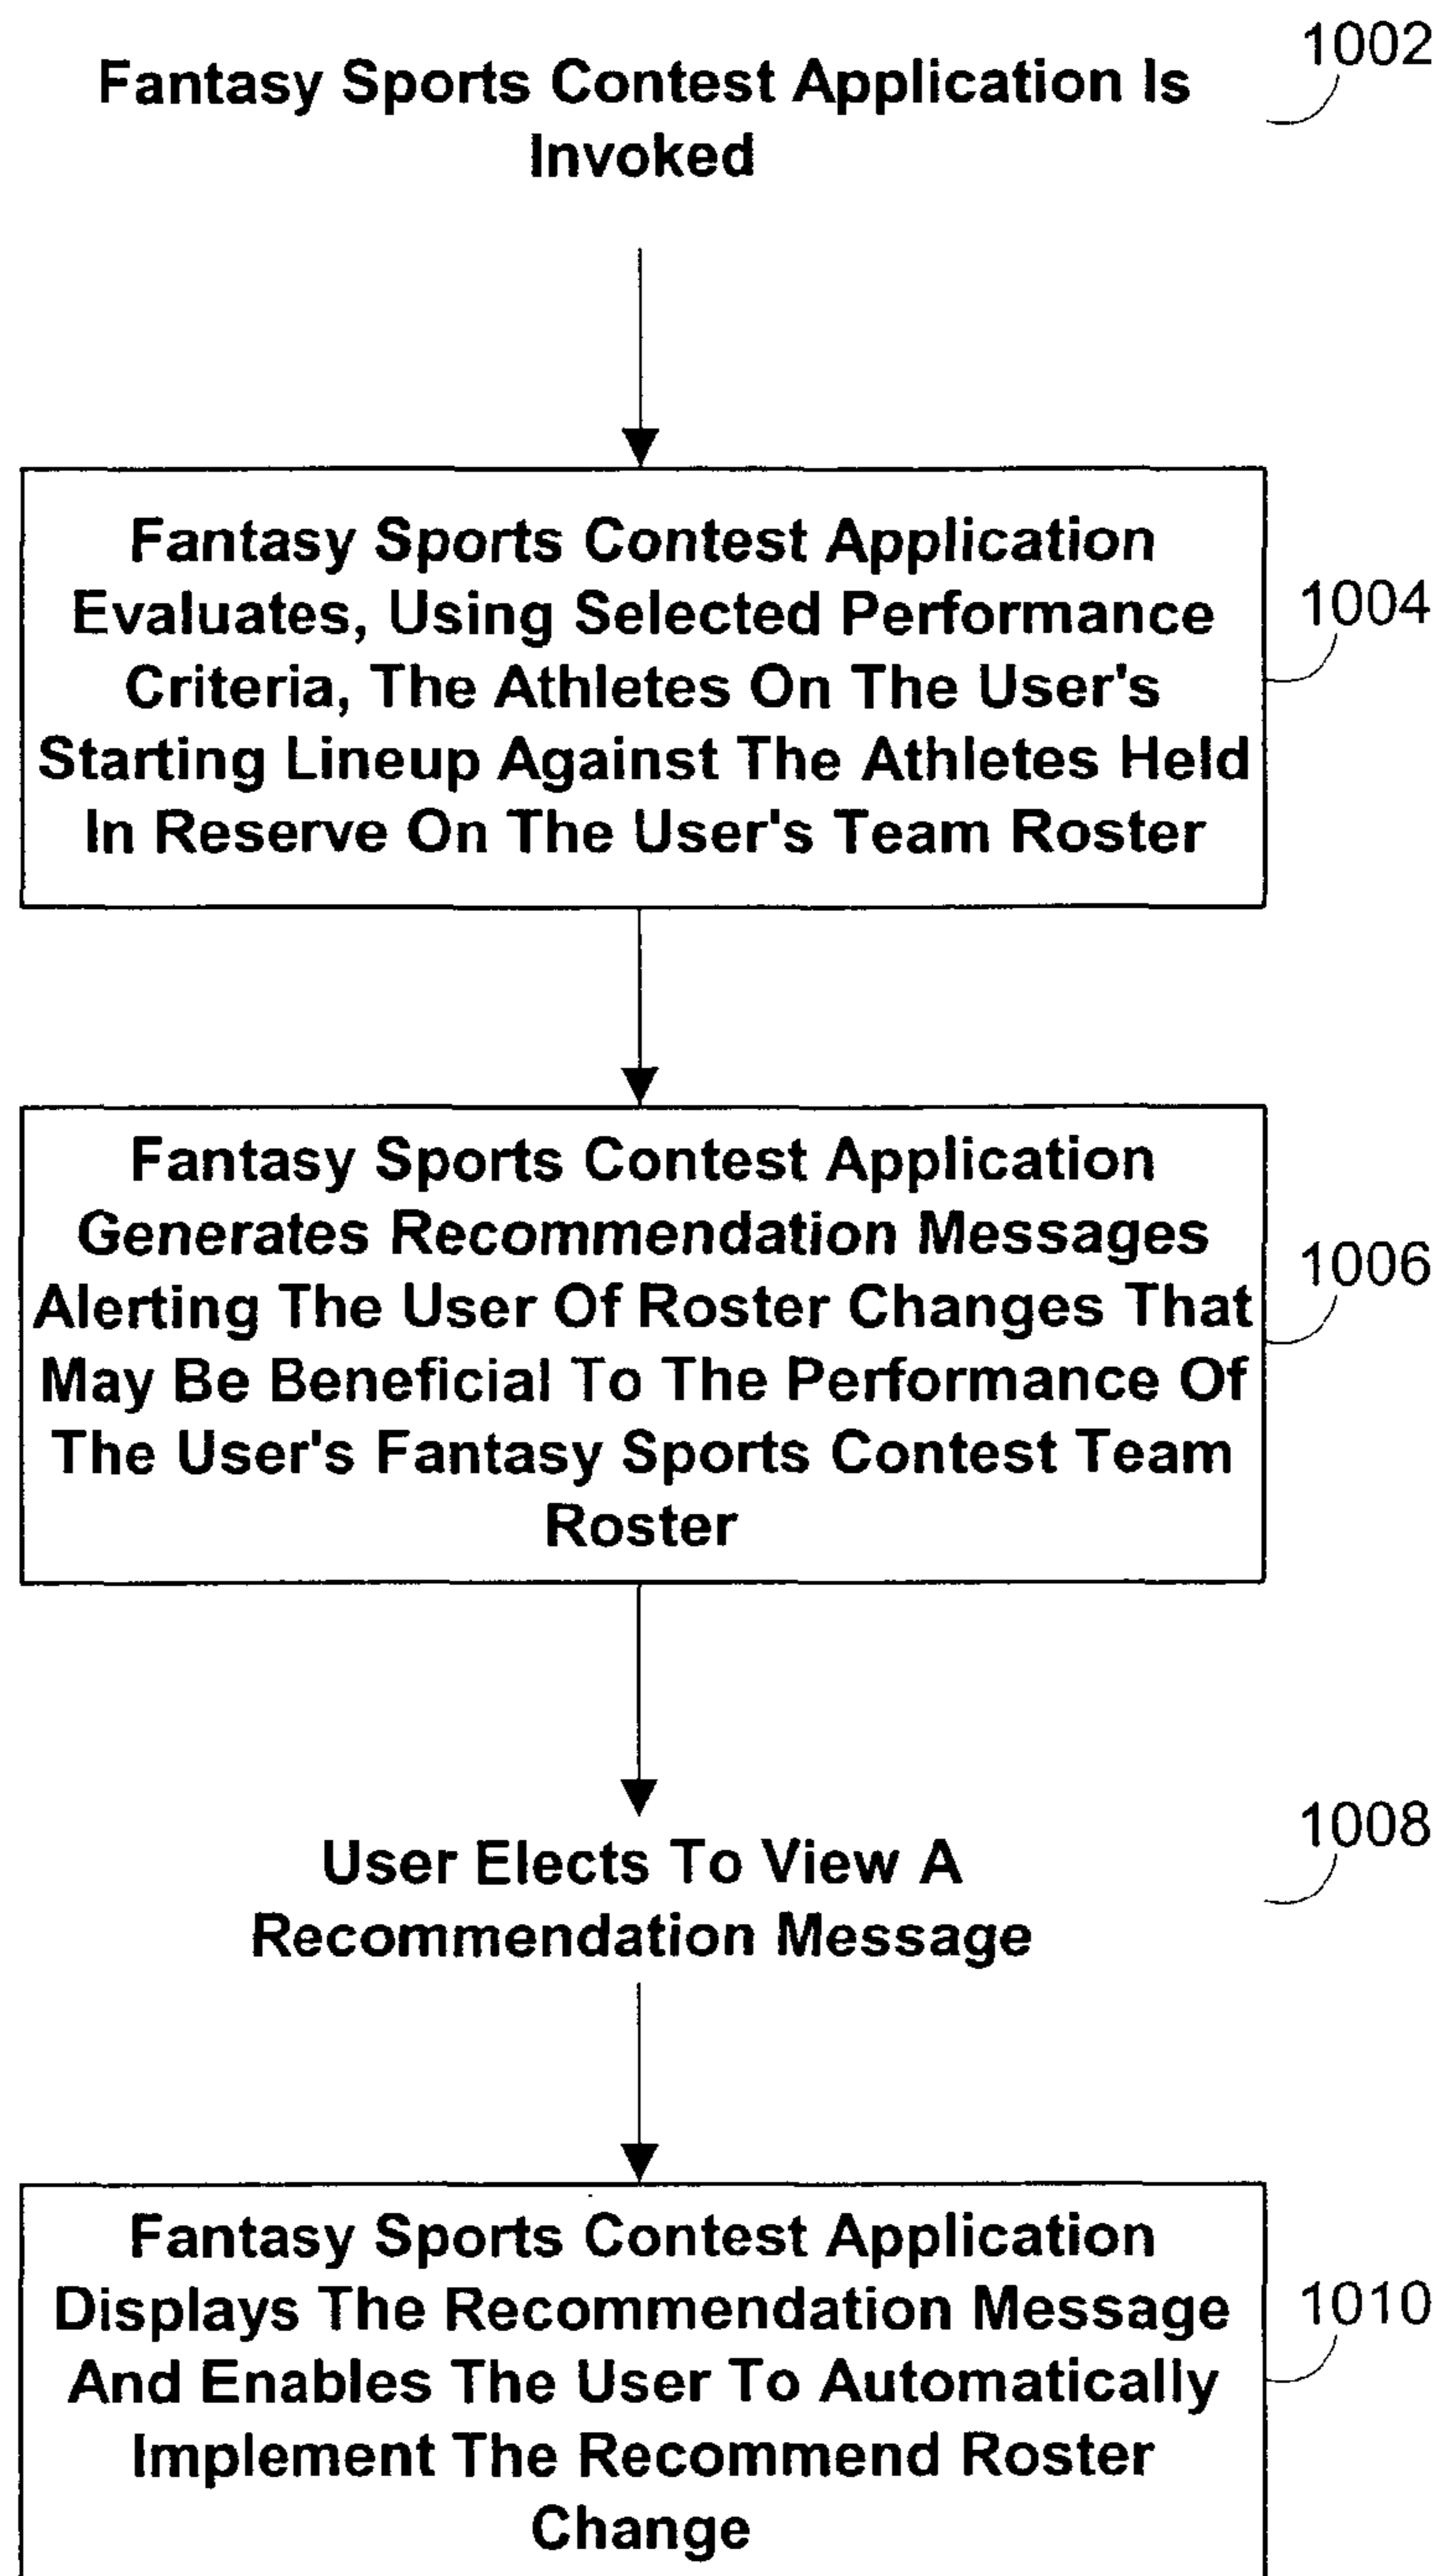 1002
Fantasy Sports Contest Application Is
Invoked
Fantasy Sports Contest Application
Evaluates, Using Selected Performance
Criteria, The Athletes On The User's
Starting Lineup Against The Athletes Held
In Reserve On The User's Team Roster
1004
Fantasy Sports Contest Application
Generates Recommendation Messages
Alerting The User Of Roster Changes That
May Be Beneficial To The Performance Of
The User's Fantasy Sports Contest Team
Roster
1006
User Elects To View A
Recommendation Message
1008
Fantasy Sports Contest Application
Displays The Recommendation Message
And Enables The User To Automatically
Implement The Recommend Roster
Change
1010